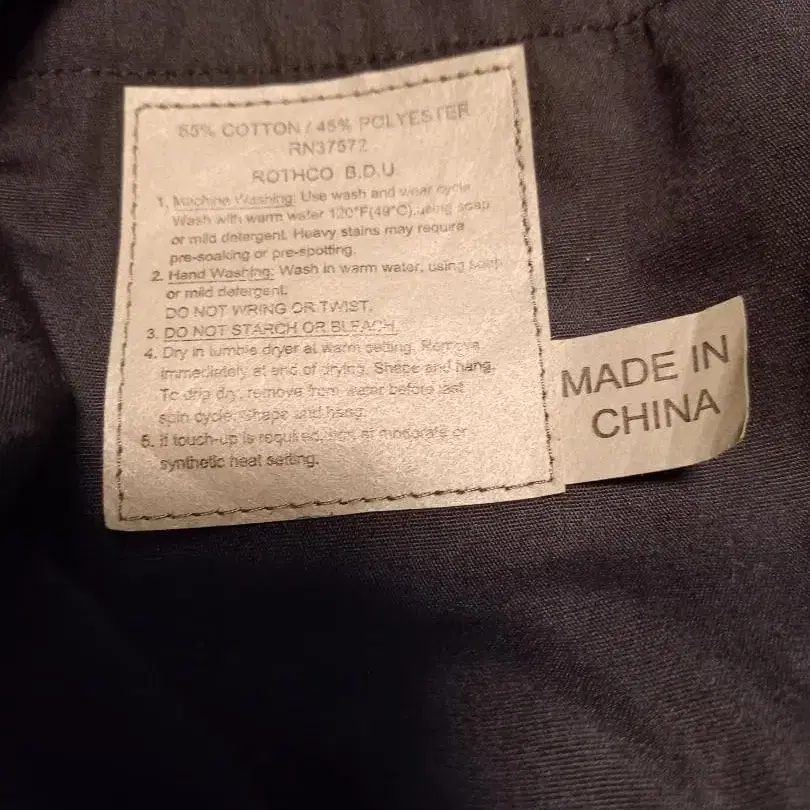 55% COTTON / 45% POLYESTER
RN37572
ROTHCO B.D.U
1. Machine Washing: Use wash and wear cycle.
Wash with warm water 120°F(49°C),using soap
or mild detergent. Heavy stains may require
pre-soaking or pre-spotting.
2. Hand Washing: Wash in warm water, using soap
or mild detergent.
DO NOT WRING OR TWIST.
3. DO NOT STARCH OR BLEACH.
4. Dry in tumble dryer at warm setting. Remove
immediately at end of drying. Shape and hang.
To drip dry, remove from water before last
spin cycle, shape and hang.
5. If touch-up is required, at moderate or
synthetic heat setting.
MADE IN
CHINA